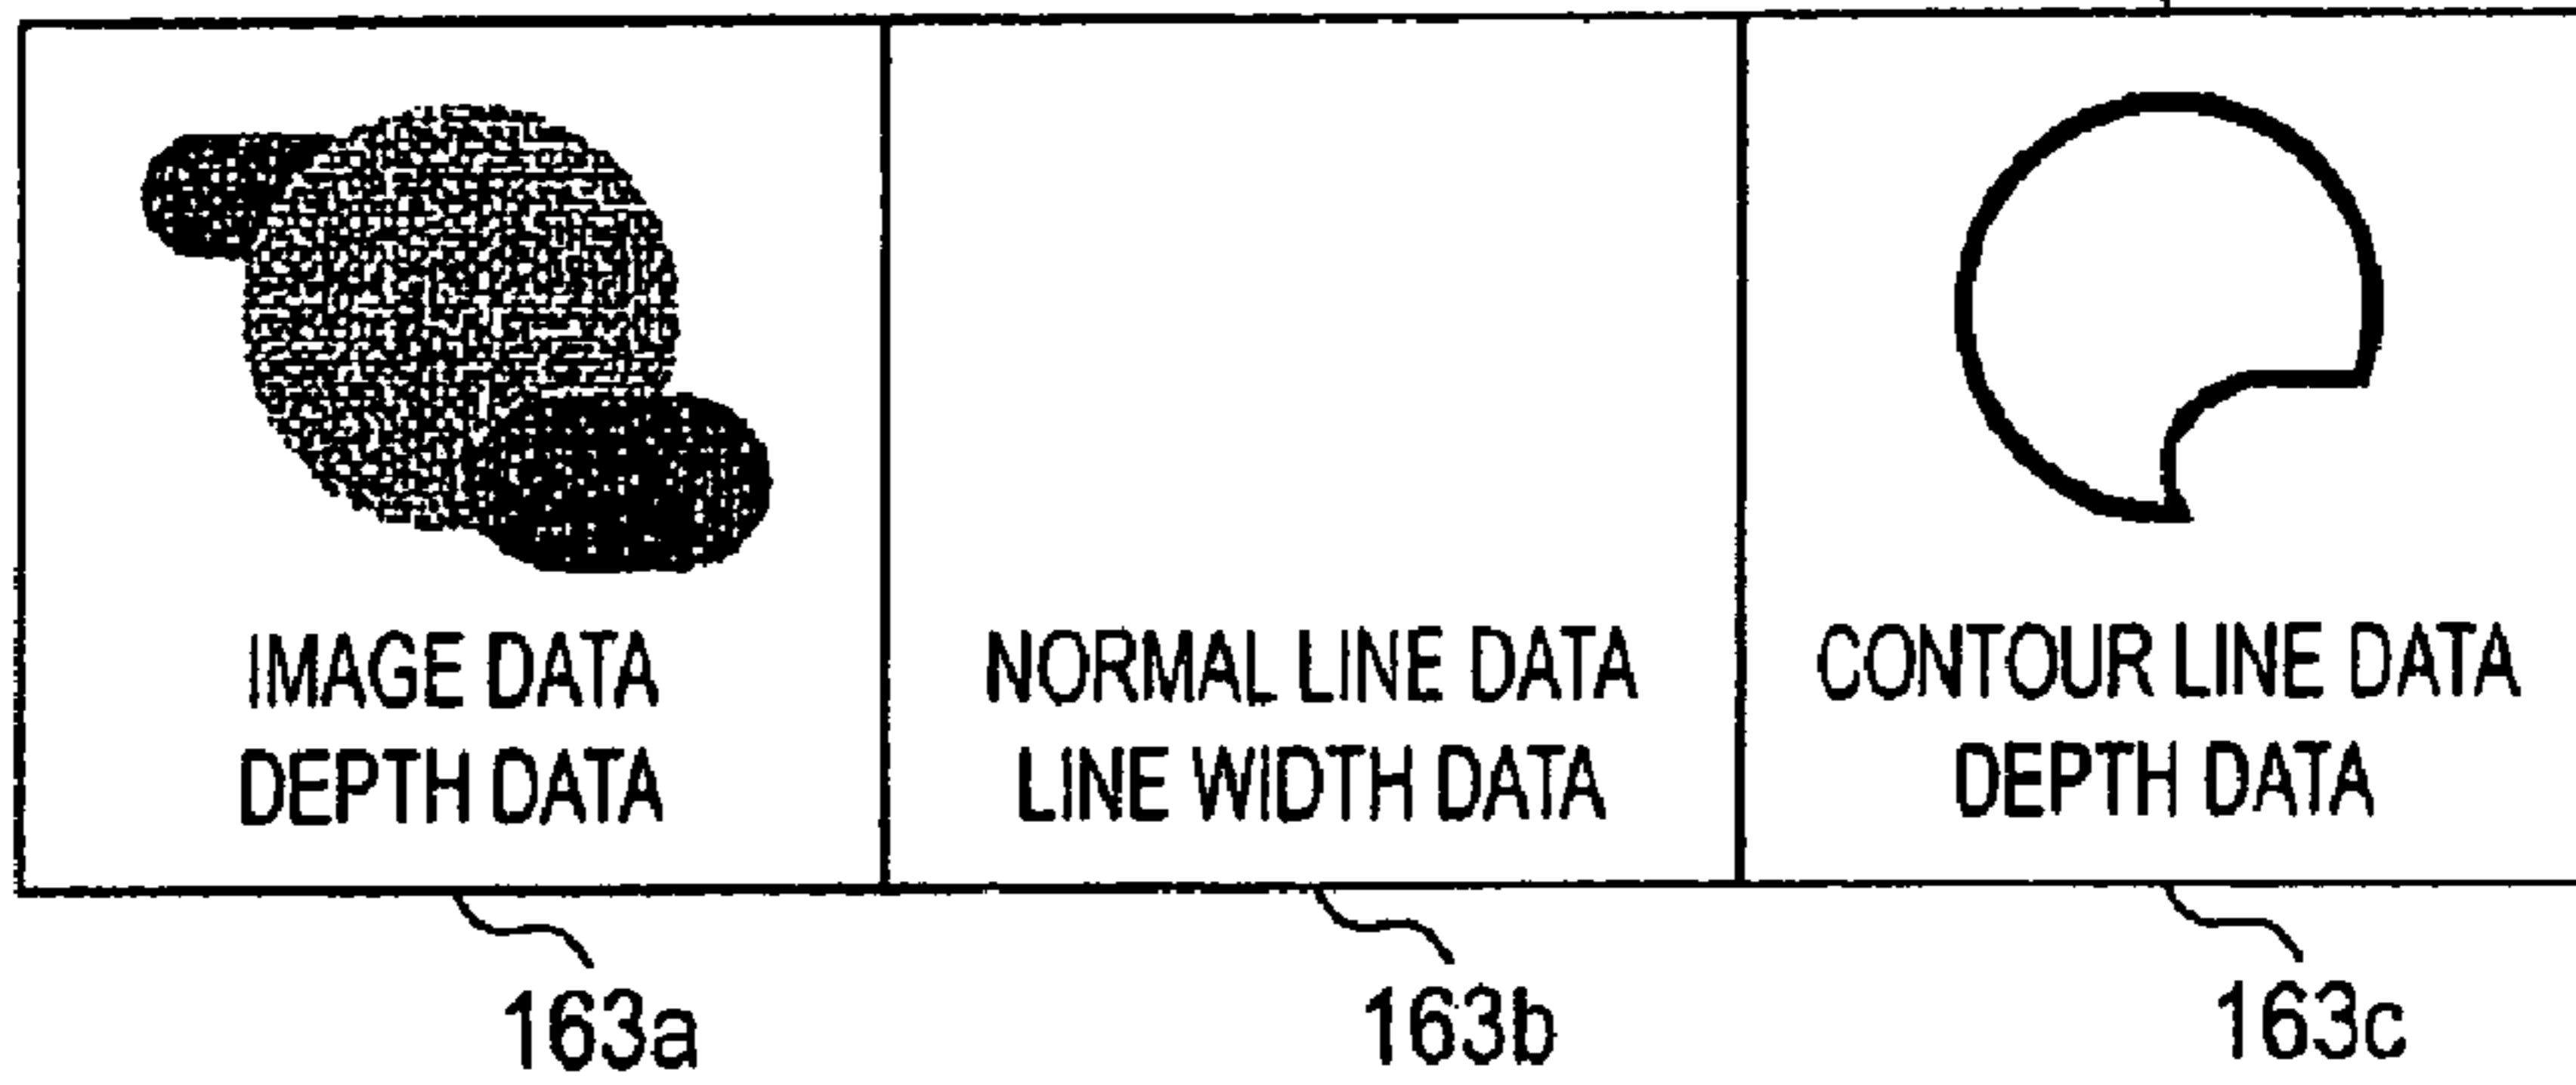 IMAGE DATA
DEPTH DATA
NORMAL LINE DATA
LINE WIDTH DATA
CONTOUR LINE DATA
DEPTH DATA
163a
163b
163c